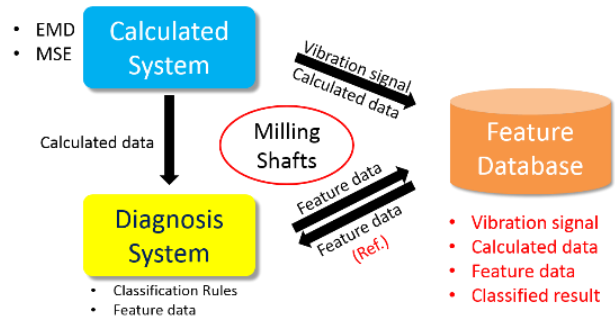 • EMD
• MSE
Calculated
System
Vibration signal
Calculated data
Calculated data
Milling
Shafts
Feature
Database
Feature data
Feature data
(Ref.)
Diagnosis
System
• Classification Rules
• Feature data
• Vibration signal
• Calculated data
• Feature data
• Classified result